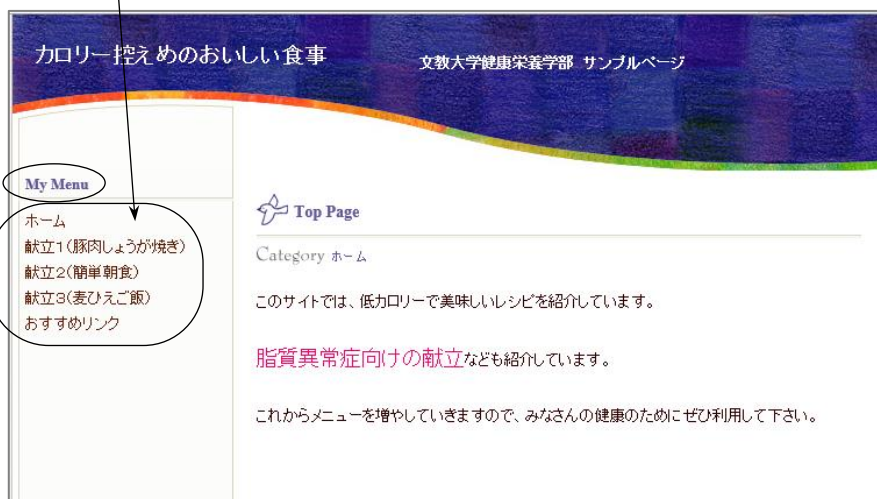 カロリー控えめのおいしい食事
文教大学健康栄養学部 サンプルページ
My Menu
ホーム
献立1(豚肉しょうが焼き)
献立2(簡単朝食)
献立3(麦ひえご飯)
おすすめリンク
Top Page
Category ホーム
このサイトでは、低カロリーで美味しいレシピを紹介しています。
脂質異常症向けの献立なども紹介しています。
これからメニューを増やしていきますので、みなさんの健康のためにぜひ利用して下さい。